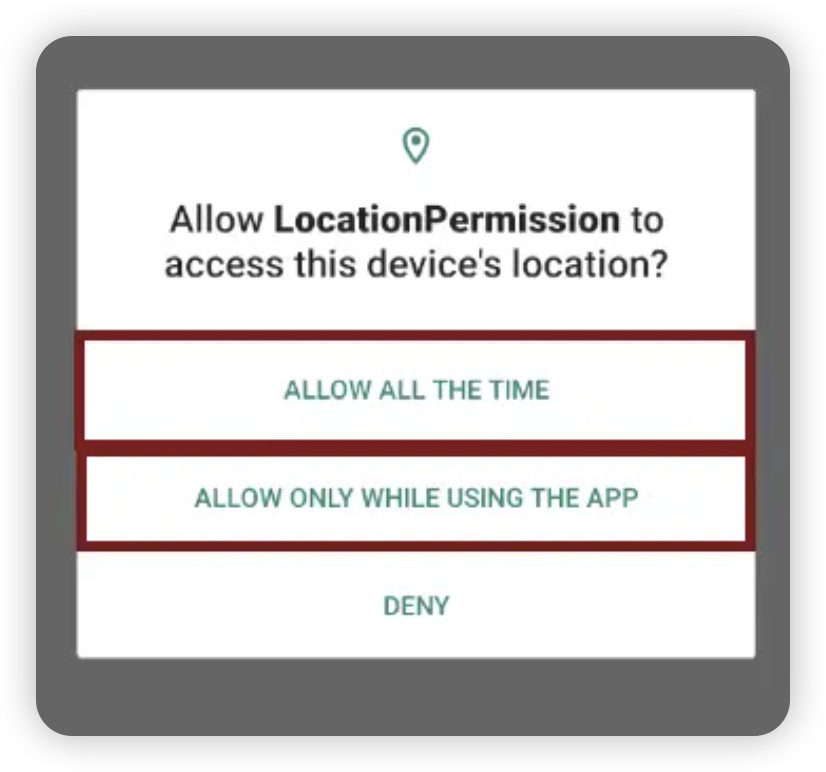 Allow LocationPermission to
access this device's location?
ALLOW ALL THE TIME
ALLOW ONLY WHILE USING THE APP
DENY